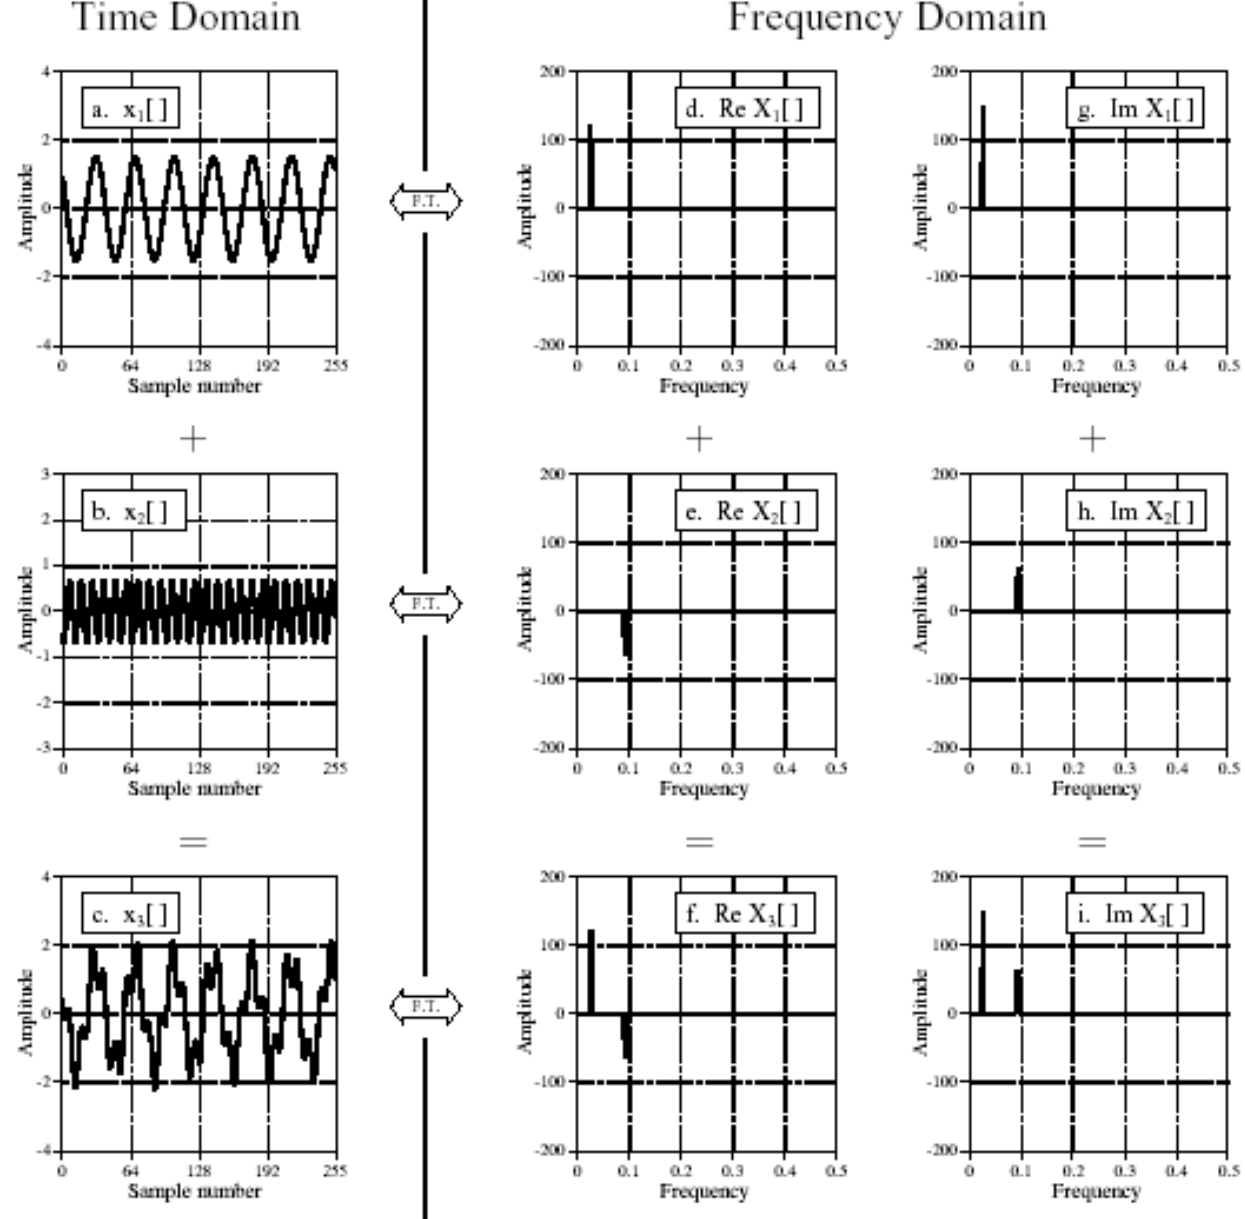 Time Domain
Frequency Domain
4
2
0
-2
-4
Amplitude
a. x₁[ ]
0 64 128 192 255
Sample number
F.T.
200
100
0
-100
-200
Amplitude
d. Re X₁[ ]
0 0.1 0.2 0.3 0.4 0.5
Frequency
200
100
0
-100
-200
Amplitude
g. Im X₁[ ]
0 0.1 0.2 0.3 0.4 0.5
Frequency
+ + +
3
2
1
0
-1
-2
-3
Amplitude
b. x₂[ ]
0 64 128 192 255
Sample number
F.T.
200
100
0
-100
-200
Amplitude
e. Re X₂[ ]
0 0.1 0.2 0.3 0.4 0.5
Frequency
200
100
0
-100
-200
Amplitude
h. Im X₂[ ]
0 0.1 0.2 0.3 0.4 0.5
Frequency
= = =
4
2
0
-2
-4
Amplitude
c. x₃[ ]
0 64 128 192 255
Sample number
F.T.
200
100
0
-100
-200
Amplitude
f. Re X₃[ ]
0 0.1 0.2 0.3 0.4 0.5
Frequency
200
100
0
-100
-200
Amplitude
i. Im X₃[ ]
0 0.1 0.2 0.3 0.4 0.5
Frequency